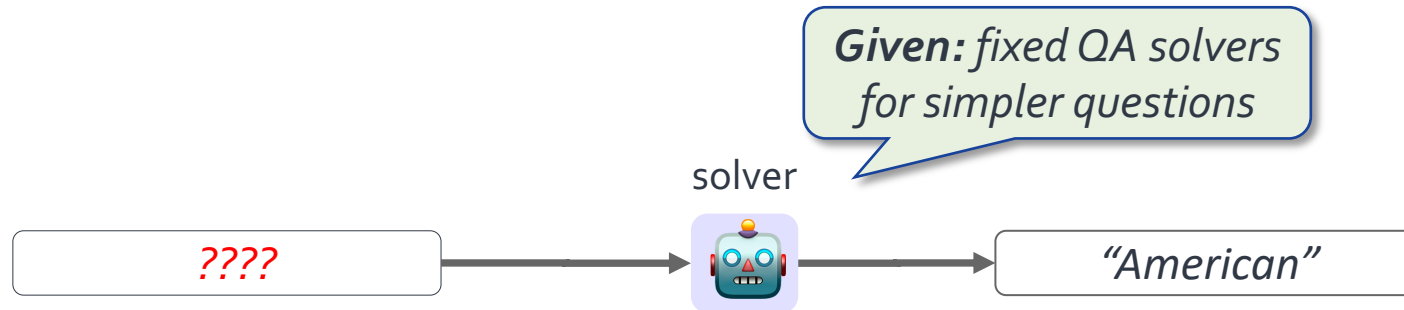 Given: fixed QA solvers
for simpler questions
solver
????
“American”